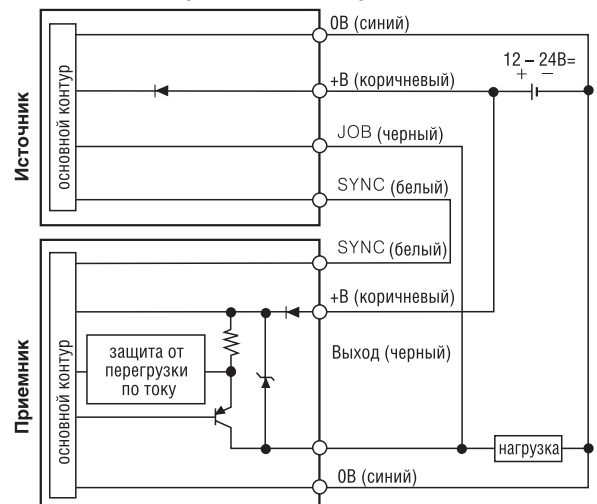 0В (синий)
12 – 24В=
+ −
+В (коричневый)
Источник
основной контур
JOB (черный)
SYNC (белый)
SYNC (белый)
+В (коричневый)
Приемник
основной контур
защита от
перегрузки
по току
Выход (черный)
нагрузка
0В (синий)